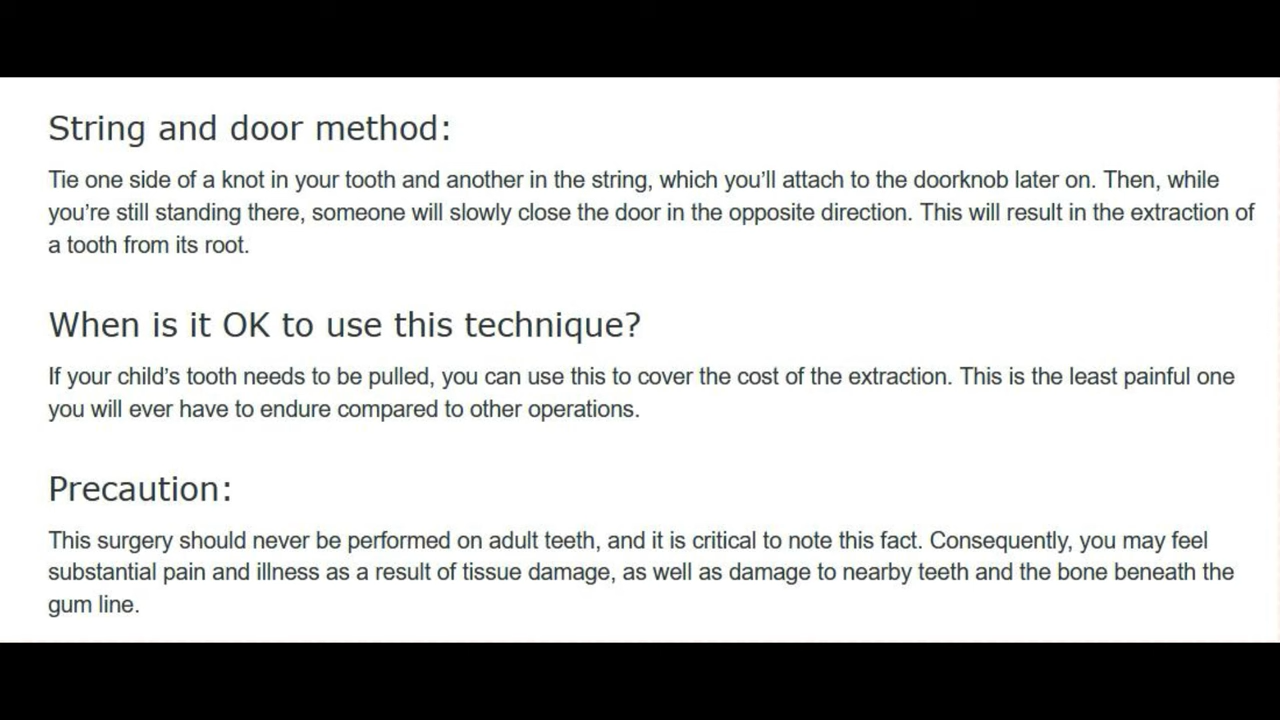 String and door method:
Tie one side of a knot in your tooth and another in the string, which you’ll attach to the doorknob later on. Then, while
you’re still standing there, someone will slowly close the door in the opposite direction. This will result in the extraction of
a tooth from its root.
When is it OK to use this technique?
If your child’s tooth needs to be pulled, you can use this to cover the cost of the extraction. This is the least painful one
you will ever have to endure compared to other operations.
Precaution:
This surgery should never be performed on adult teeth, and it is critical to note this fact. Consequently, you may feel
substantial pain and illness as a result of tissue damage, as well as damage to nearby teeth and the bone beneath the
gum line.